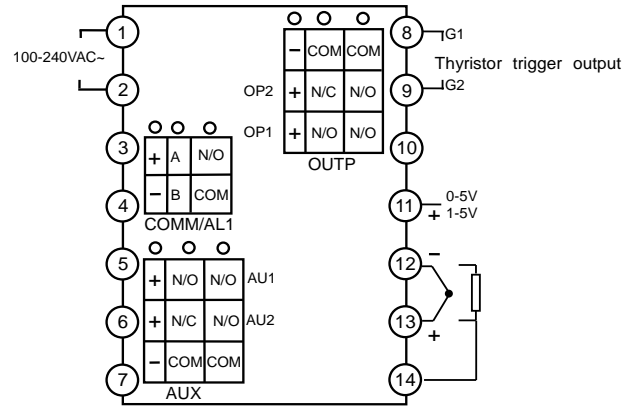 1
100-240VAC~
2
3
4
5
6
7
− COM COM
OP2 + N/C N/O
OP1 + N/O N/O
OUTP
+ A N/O
− B COM
COMM/AL1
+ N/O N/O AU1
+ N/C N/O AU2
− COM COM
AUX
8 G1
Thyristor trigger output
9 G2
10
11 0-5V
+ 1-5V
12 −
13 +
14